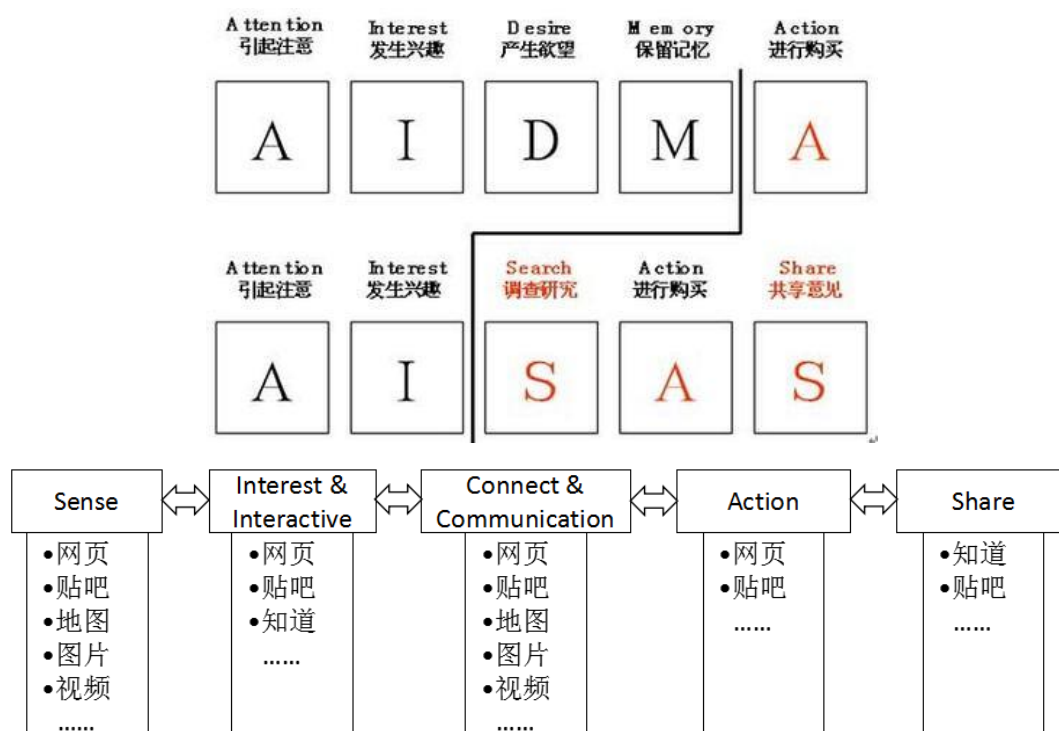 Attention Interest Desire Memory Action
引起注意 发生兴趣 产生欲望 保留记忆 进行购买
A I D M A
Attention Interest Search Action Share
引起注意 发生兴趣 调查研究 进行购买 共享意见
A I S A S
Sense
•网页
•贴吧
•地图
•图片
•视频
......
Interest &
Interactive
•网页
•贴吧
•知道
......
Connect &
Communication
•网页
•贴吧
•地图
•图片
•视频
......
Action
•网页
•贴吧
......
Share
•知道
•贴吧
......